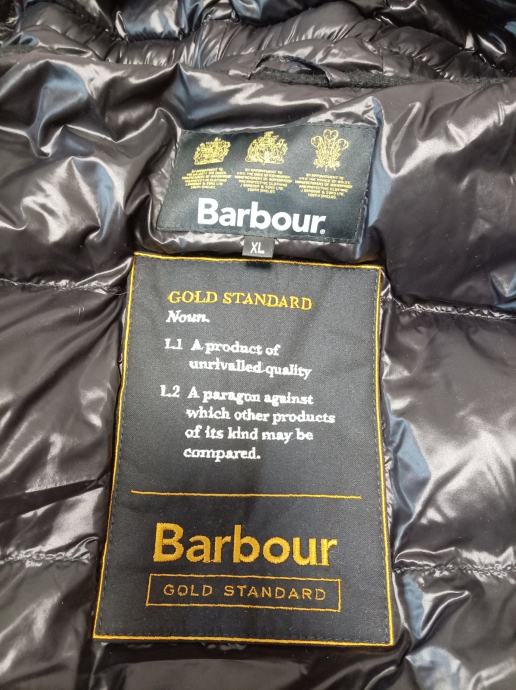 Barbour.
XL
GOLD STANDARD
Noun.
1.1 A product of
unrivalled quality
1.2 A paragon against
which other products
of its kind may be
compared.
Barbour
GOLD STANDARD